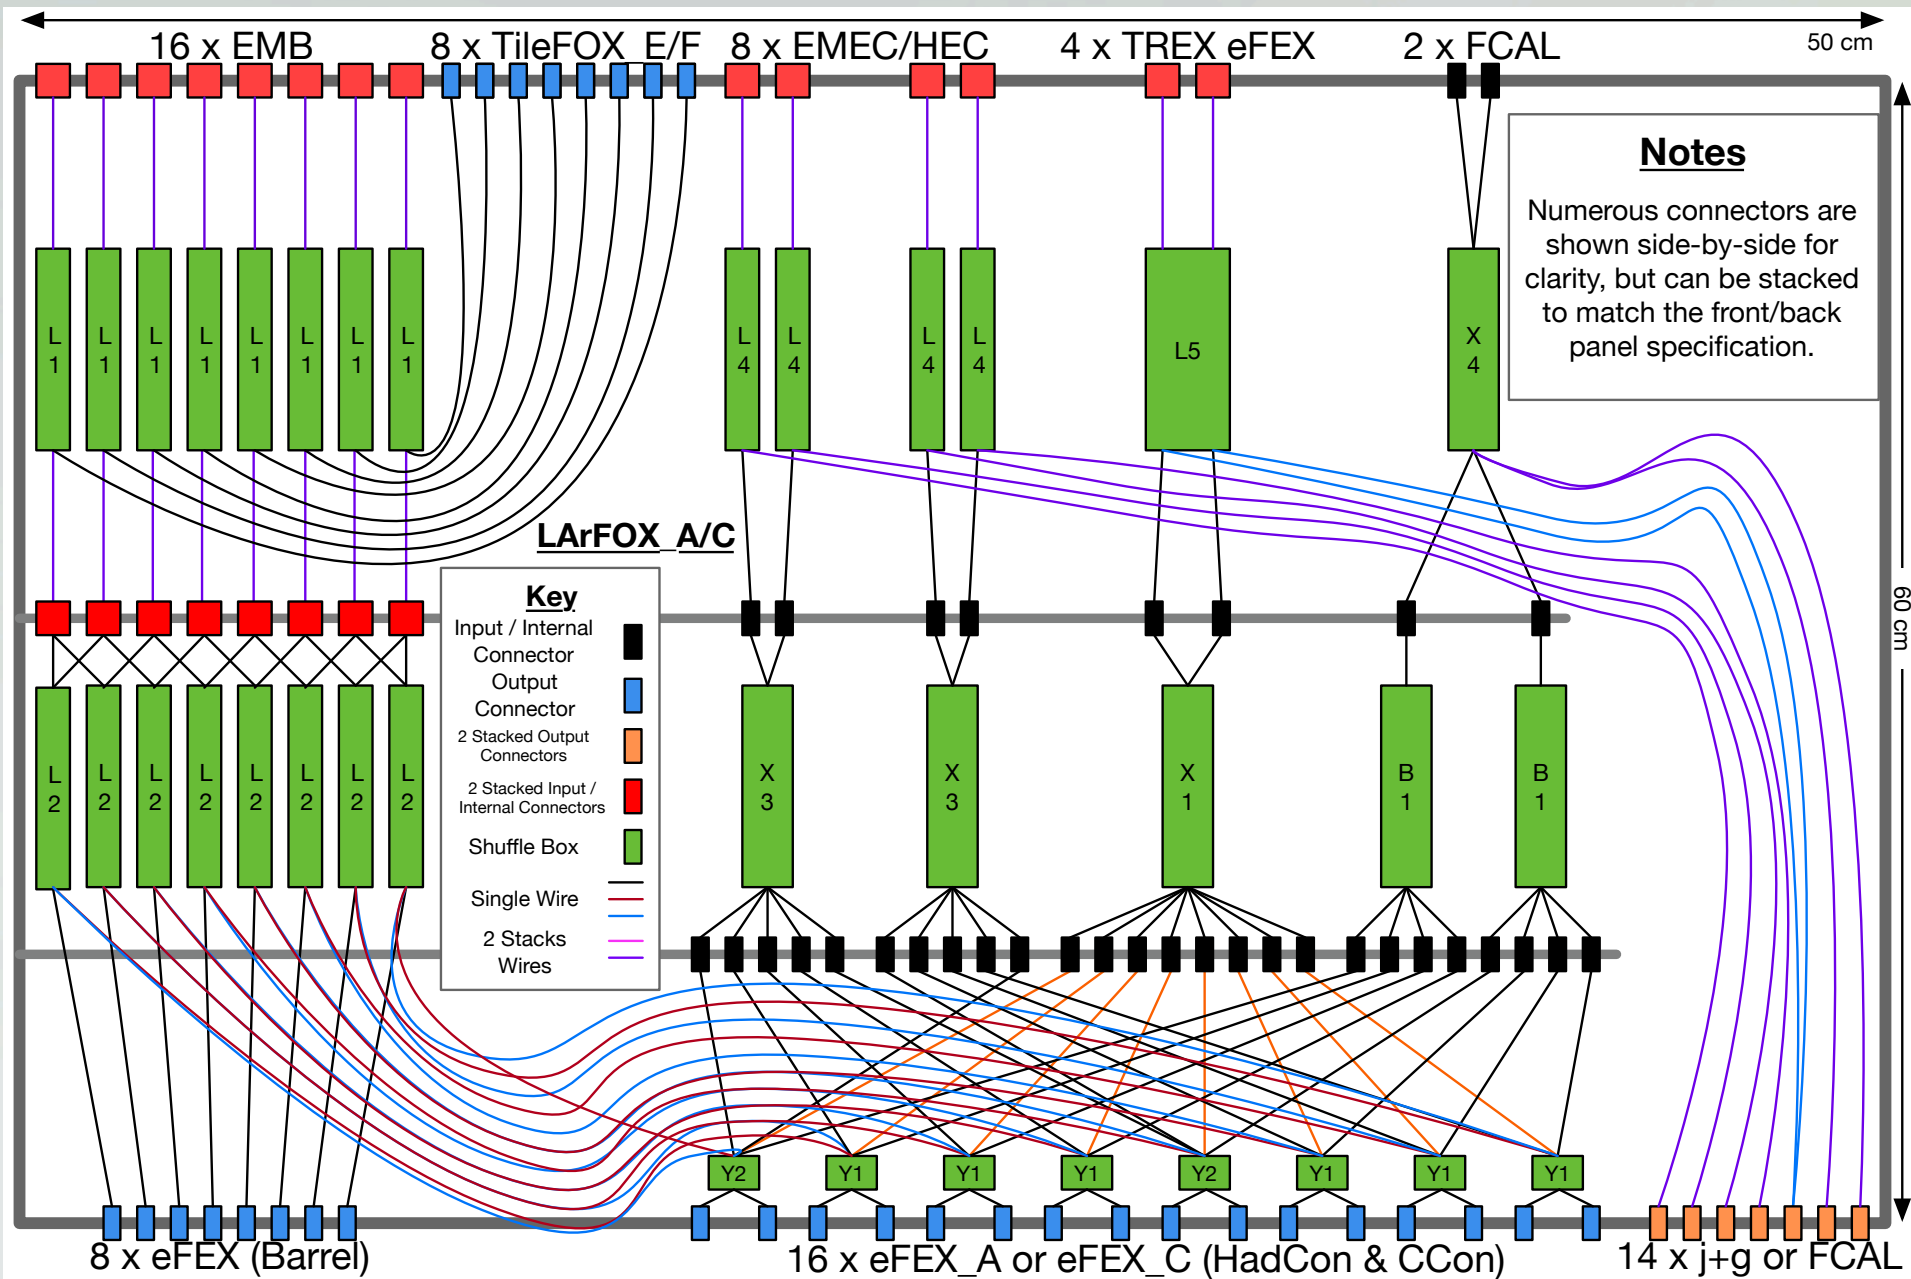 50 cm
16 x EMB
8 x TileFOX_E/F
8 x EMEC/HEC
4 x TREX eFEX
2 x FCAL
Notes
Numerous connectors are
shown side-by-side for
clarity, but can be stacked
to match the front/back
panel specification.
L
1
L
1
L
1
L
1
L
1
L
1
L
1
L
1
L
4
L
4
L
4
L
4
L5
X
4
LArFOX_A/C
60 cm
Key
Input / Internal
Connector
Output
Connector
2 Stacked Output
Connectors
2 Stacked Input /
Internal Connectors
Shuffle Box
Single Wire
2 Stacks
Wires
L
2
L
2
L
2
L
2
L
2
L
2
L
2
L
2
X
3
X
3
X
1
B
1
B
1
Y2
Y1
Y1
Y1
Y2
Y1
Y1
Y1
8 x eFEX (Barrel)
16 x eFEX_A or eFEX_C (HadCon & CCon)
14 x j+g or FCAL